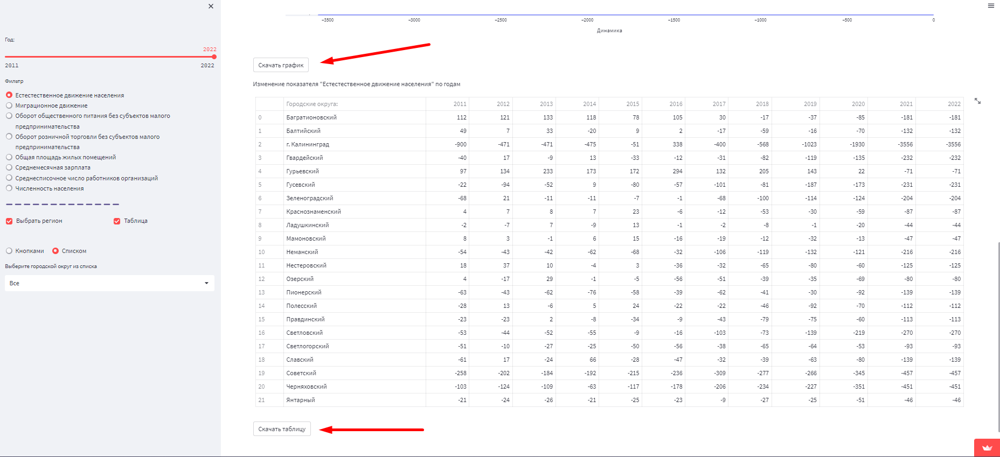 Год:
2022
2011 2022
Фильтр
Естестественное движение населения
Миграционное движение
Оборот общественного питания без субъектов малого
предпринимательства
Оборот розничной торговли без субъектов малого
предпринимательства
Общая площадь жилых помещений
Среднемесячная зарплата
Среднесписочное число работников организаций
Численность населения
Выбрать регион Таблица
Кнопками Списком
Выберите городской округ из списка
Все
−3500 −3000 −2500 −2000 −1500 −1000 −500 0
Динамика
Скачать график
Изменение показателя "Естестественное движение населения" по годам
Городские округа: 2011 2012 2013 2014 2015 2016 2017 2018 2019 2020 2021 2022
0 Багратионовский 112 121 133 118 78 105 30 -17 -37 -85 -181 -181
1 Балтийский 49 7 33 -20 9 2 -17 -59 -16 -70 -132 -132
2 г. Калининград -900 -471 -471 -475 -51 338 -400 -568 -1023 -1930 -3556 -3556
3 Гвардейский -40 17 -9 13 -33 -12 -31 -82 -119 -135 -232 -232
4 Гурьевский 97 134 233 173 172 294 132 205 143 22 -71 -71
5 Гусевский -22 -94 -52 9 -80 -57 -101 -81 -187 -173 -231 -231
6 Зеленоградский -68 21 -11 -11 -7 -1 -68 -100 -114 -124 -204 -204
7 Краснознаменский 4 7 8 7 23 -6 -12 -53 -30 -59 -87 -87
8 Ладушкинский -2 -7 7 -9 13 -1 -2 -8 -1 -20 -44 -44
9 Мамоновский 8 3 -1 6 15 -16 -19 -12 -32 -13 -47 -47
10 Неманский -54 -43 -42 -62 -68 -32 -106 -119 -132 -121 -216 -216
11 Нестеровский 18 37 10 -4 3 -36 -32 -65 -80 -60 -125 -125
12 Озерский 4 -17 29 -1 -5 -56 -51 -39 -35 -69 -80 -80
13 Пионерский -63 -43 -62 -76 -58 -39 -62 -41 -30 -92 -139 -139
14 Полесский -28 13 -6 5 24 -22 -22 -46 -92 -70 -112 -112
15 Правдинский -23 -23 2 -8 -34 -9 -43 -79 -75 -60 -113 -113
16 Светловский -53 -44 -52 -55 -9 -16 -103 -73 -139 -219 -270 -270
17 Светлогорский -51 -10 -27 -25 -50 -56 -38 -65 -64 -53 -93 -93
18 Славский -61 17 -24 66 -28 -47 -32 -39 -63 -80 -139 -139
19 Советский -258 -202 -184 -192 -215 -236 -309 -277 -266 -345 -457 -457
20 Черняховский -103 -124 -109 -63 -117 -178 -206 -234 -227 -351 -451 -451
21 Янтарный -21 -24 -26 -21 -25 -23 -9 -27 -25 -51 -46 -46
Скачать таблицу